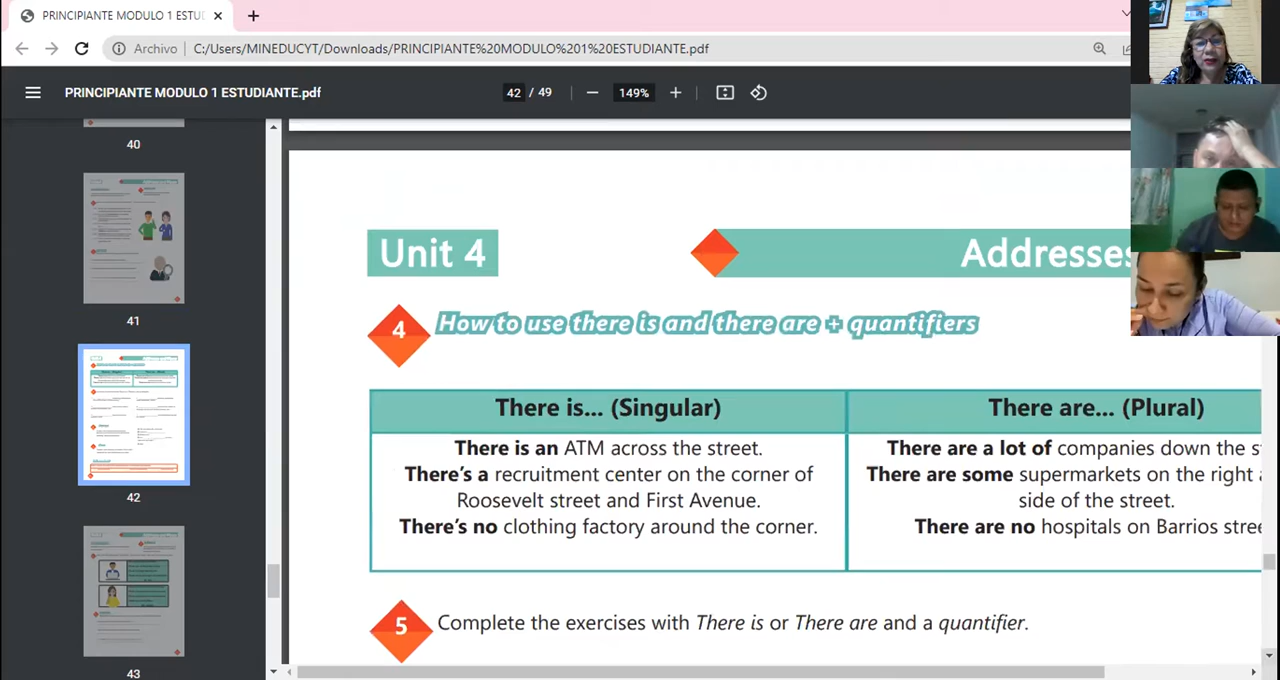 PRINCIPIANTE MODULO 1 ESTU
Archivo C:/Users/MINEDUCYT/Downloads/PRINCIPIANTE%20MODULO%201%20ESTUDIANTE.pdf
PRINCIPIANTE MODULO 1 ESTUDIANTE.pdf
42 / 49
149%
40
41
42
43
Unit 4
Addresses
4
How to use there is and there are + quantifiers
There is... (Singular)
There is an ATM across the street.
There's a recruitment center on the corner of
Roosevelt street and First Avenue.
There's no clothing factory around the corner.
There are... (Plural)
There are a lot of companies down the s
There are some supermarkets on the right
side of the street.
There are no hospitals on Barrios stree
5
Complete the exercises with There is or There are and a quantifier.